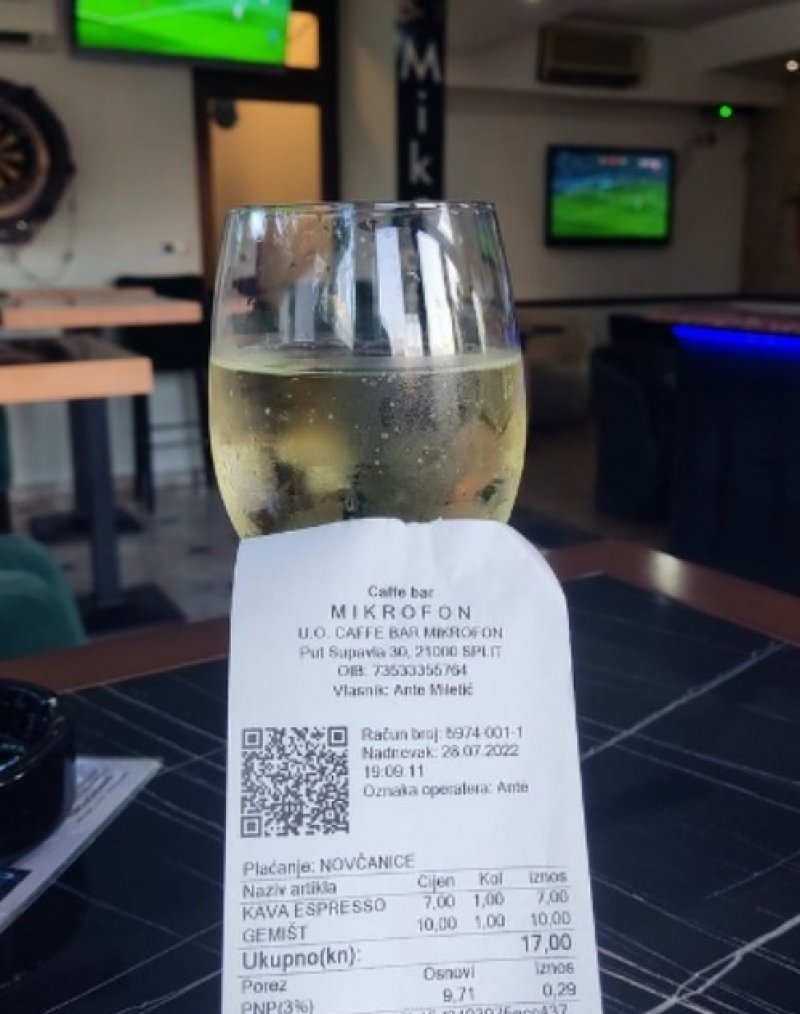 Mik
Caffe bar
MIKROFON
U.O. CAFFE BAR MIKROFON
Put Supavla 30, 21000 SPLIT
OIB: 73533355764
Vlasnik: Ante Miletić
Račun broj: 5974-001-1
Nadnevak: 28.07.2022
19:09:11
Oznaka operatera: Ante
Plaćanje: NOVČANICE
Naziv artikla Cijen Kol Iznos
KAVA ESPRESSO 7,00 1,00 7,00
GEMIŠT 10,00 1,00 10,00
Ukupno(kn): 17,00
Porez Osnovi Iznos
PNP(3%) 9,71 0,29